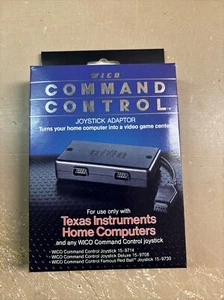 WICO
COMMAND
CONTROL
JOYSTICK ADAPTOR
Turns your home computer into a video game center
WICO
For use only with
Texas Instruments
Home Computers
and any WICO Command Control joystick
• WICO Command Control Joystick 15-9714
• WICO Command Control Joystick Deluxe 15-9708
• WICO Command Control Famous Red Ball™ Joystick 15-9730